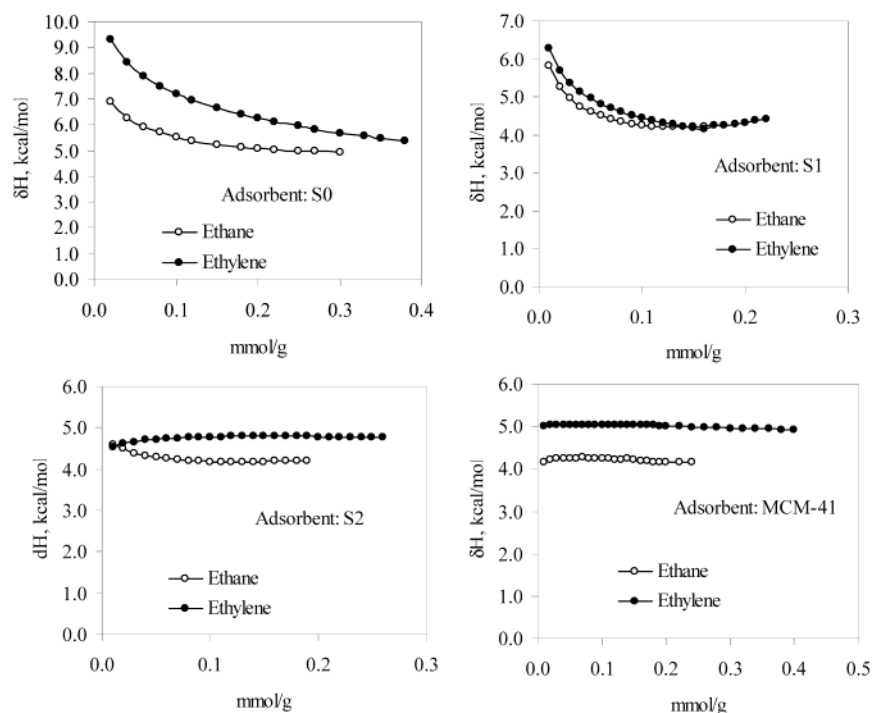 10.0
9.0
8.0
7.0
6.0
5.0
4.0
3.0
2.0
1.0
0.0
δH, kcal/mol
Adsorbent: S0
Ethane
Ethylene
0.0 0.1 0.2 0.3 0.4
mmol/g
7.0
6.0
5.0
4.0
3.0
2.0
1.0
0.0
δH, kcal/mol
Adsorbent: S1
Ethane
Ethylene
0.0 0.1 0.2 0.3
mmol/g
6.0
5.0
4.0
3.0
2.0
1.0
0.0
dH, kcal/mol
Adsorbent: S2
Ethane
Ethylene
0.0 0.1 0.2 0.3
mmol/g
6.0
5.0
4.0
3.0
2.0
1.0
0.0
δH, kcal/mol
Adsorbent: MCM-41
Ethane
Ethylene
0.0 0.1 0.2 0.3 0.4 0.5
mmol/g